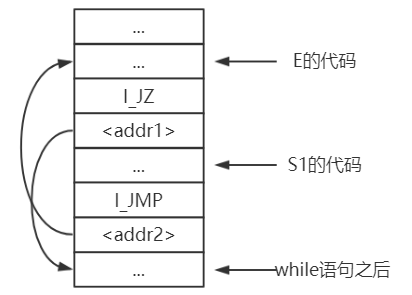 ...
... E的代码
I_JZ
<addr1>
... S1的代码
I_JMP
<addr2>
... while语句之后